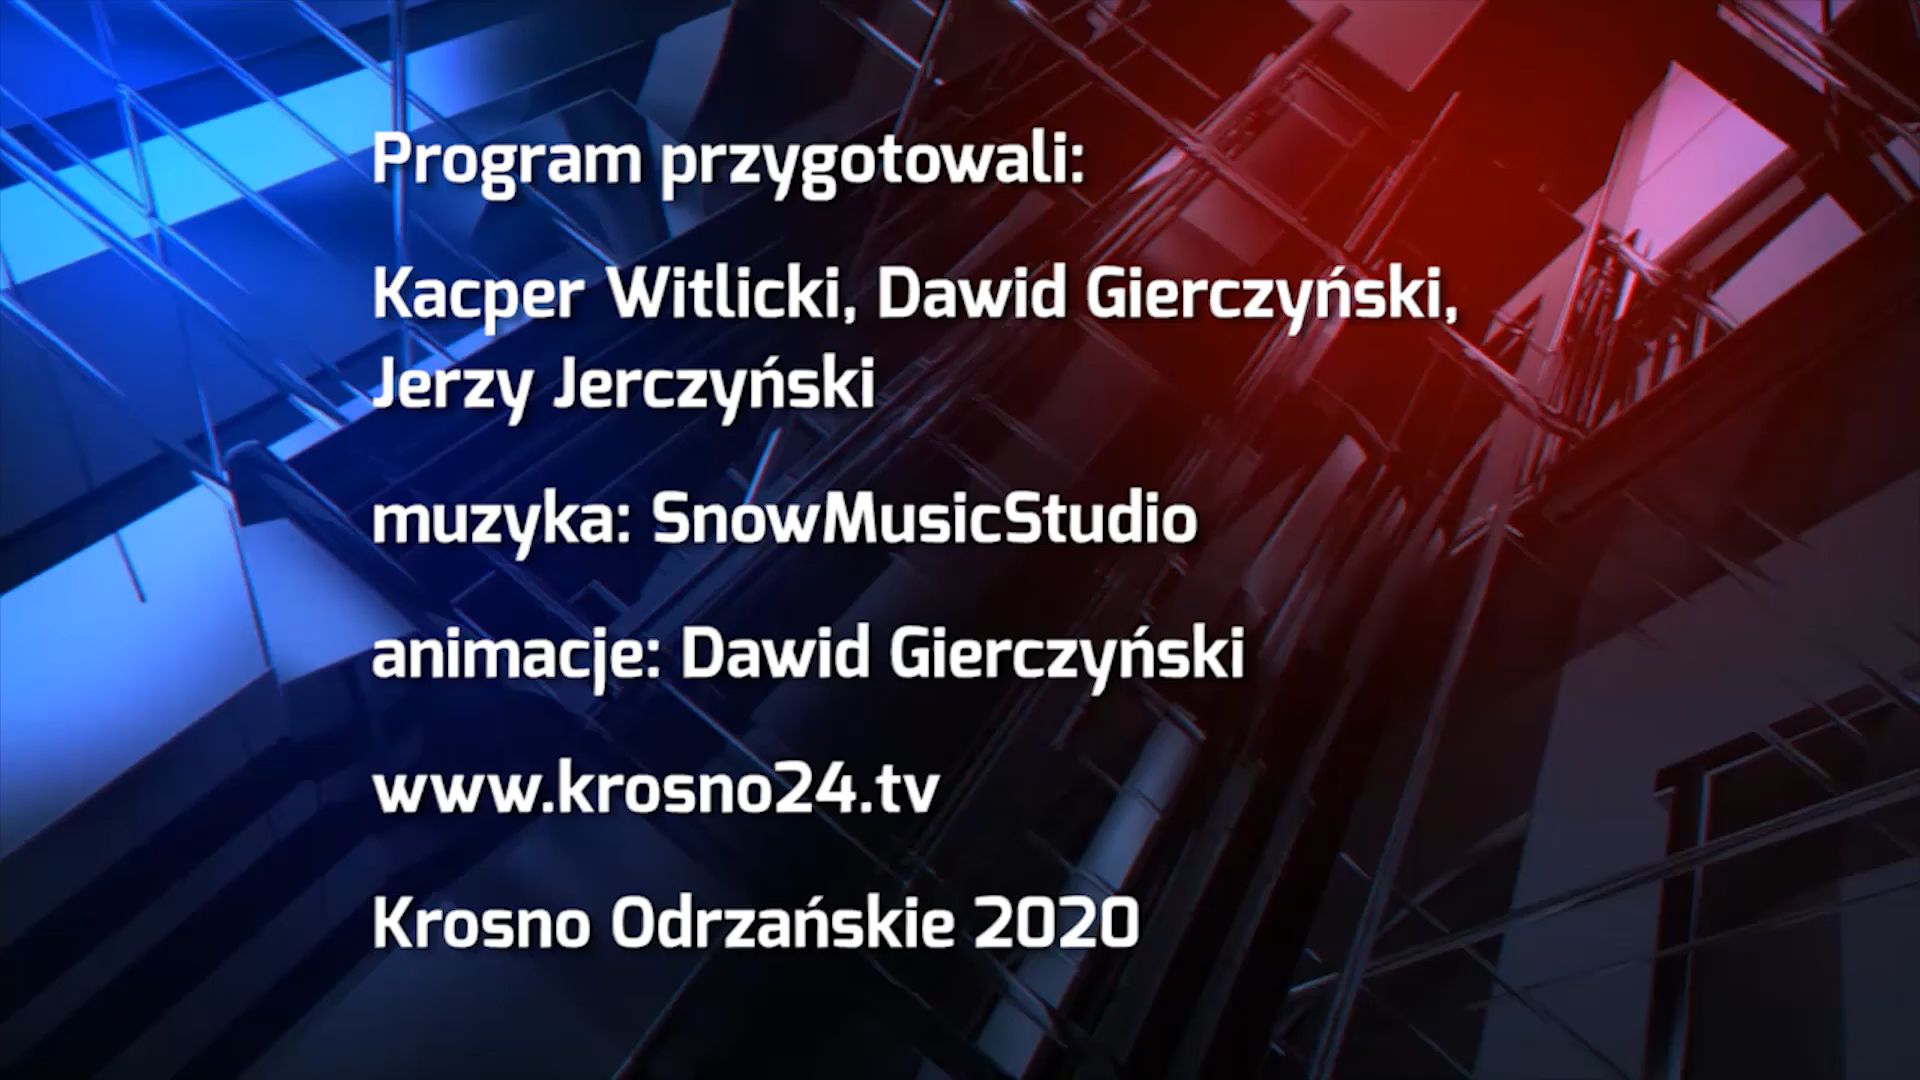 Program przygotowali:
Kacper Witlicki, Dawid Gierczyński,
Jerzy Jerczyński
muzyka: SnowMusicStudio
animacje: Dawid Gierczyński
www.krosno24.tv
Krosno Odrzańskie 2020